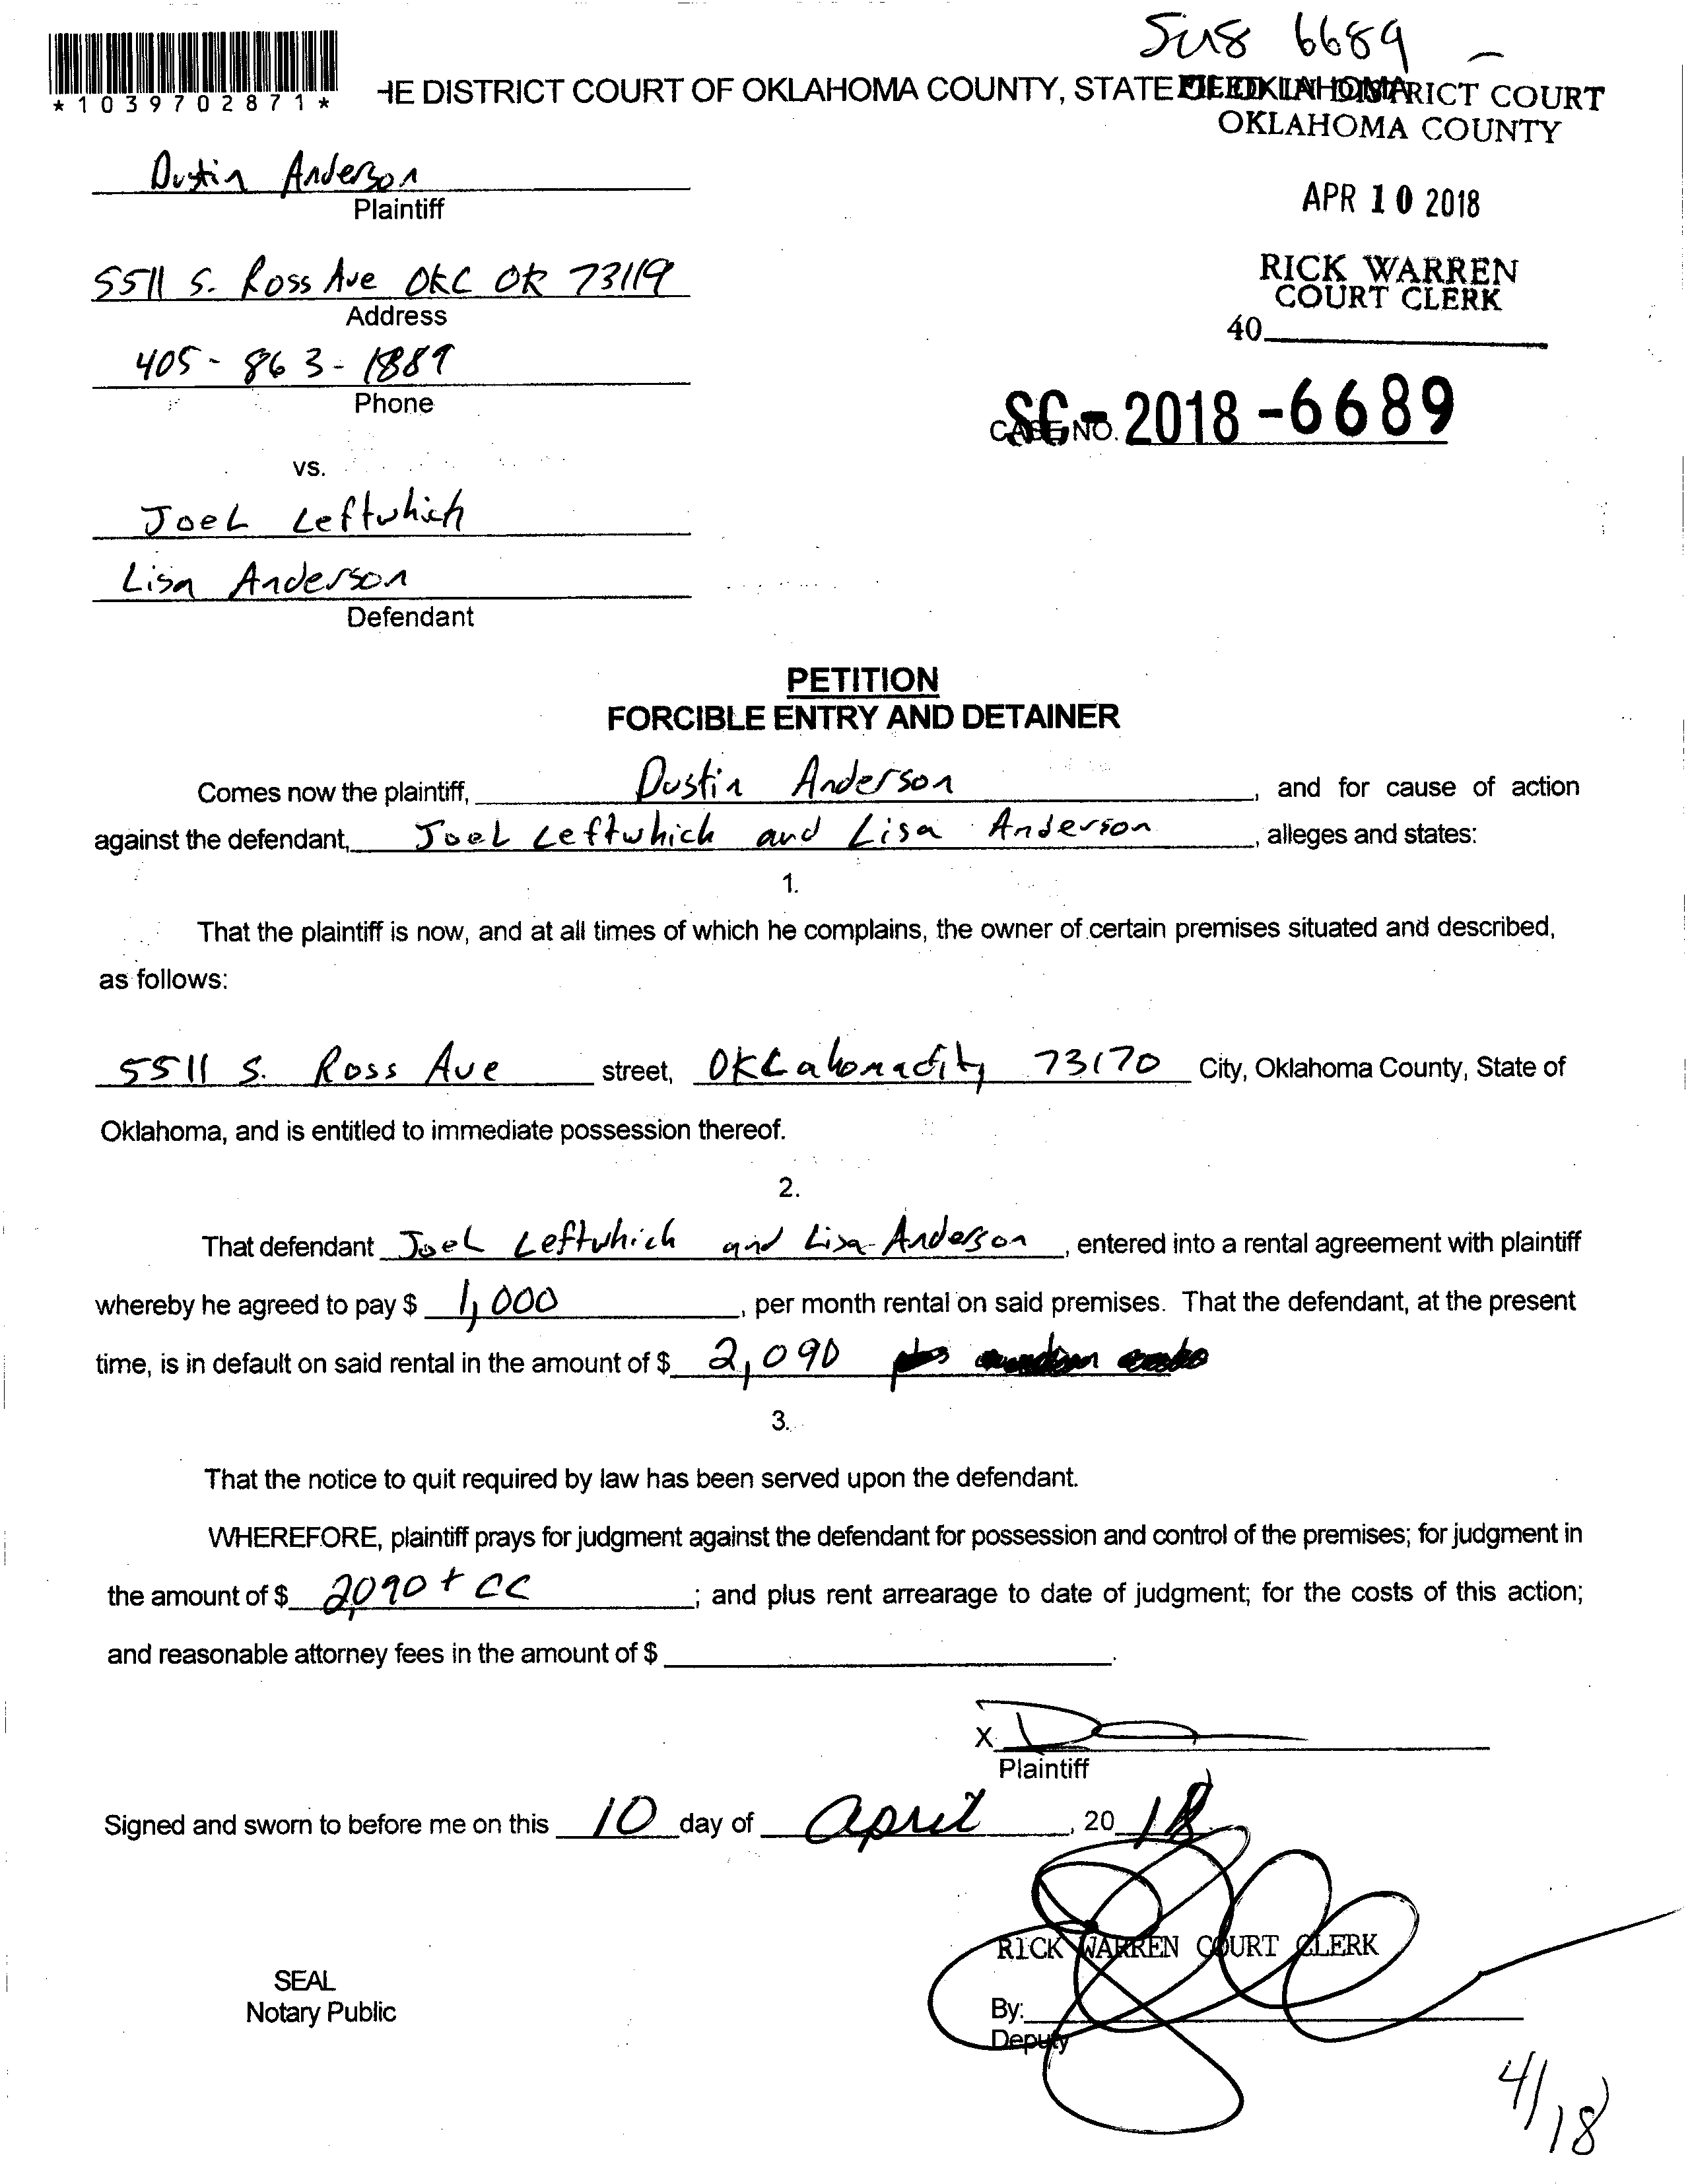 5418 6689
*1039702871*
HE DISTRICT COURT OF OKLAHOMA COUNTY, STATE OF OKLAHOMA
FILED IN DISTRICT COURT
OKLAHOMA COUNTY
Dustin Anderson
Plaintiff
APR 10 2018
5511 S. Ross Ave OKC OK 73119
Address
RICK WARREN
COURT CLERK
40
405-863-1889
Phone
CASE NO. SC-2018-6689
vs.
Joel Leftwhich
Lisa Anderson
Defendant
PETITION
FORCIBLE ENTRY AND DETAINER
Comes now the plaintiff, Dustin Anderson, and for cause of action
against the defendant, Joel Leftwhich and Lisa Anderson, alleges and states:
1.
That the plaintiff is now, and at all times of which he complains, the owner of certain premises situated and described,
as follows:
5511 S. Ross Ave street, Oklahomacity 73170 City, Oklahoma County, State of
Oklahoma, and is entitled to immediate possession thereof.
2.
That defendant Joel Leftwhich and Lisa Anderson, entered into a rental agreement with plaintiff
whereby he agreed to pay $ 1,000, per month rental on said premises. That the defendant, at the present
time, is in default on said rental in the amount of $ 2,090
3.
That the notice to quit required by law has been served upon the defendant.
WHEREFORE, plaintiff prays for judgment against the defendant for possession and control of the premises; for judgment in
the amount of $ 2,090 + CC; and plus rent arrearage to date of judgment; for the costs of this action;
and reasonable attorney fees in the amount of $.
X
Plaintiff
Signed and sworn to before me on this 10 day of april, 20 18.
RICK WARREN COURT CLERK
SEAL
Notary Public
By:
Deputy
4/18